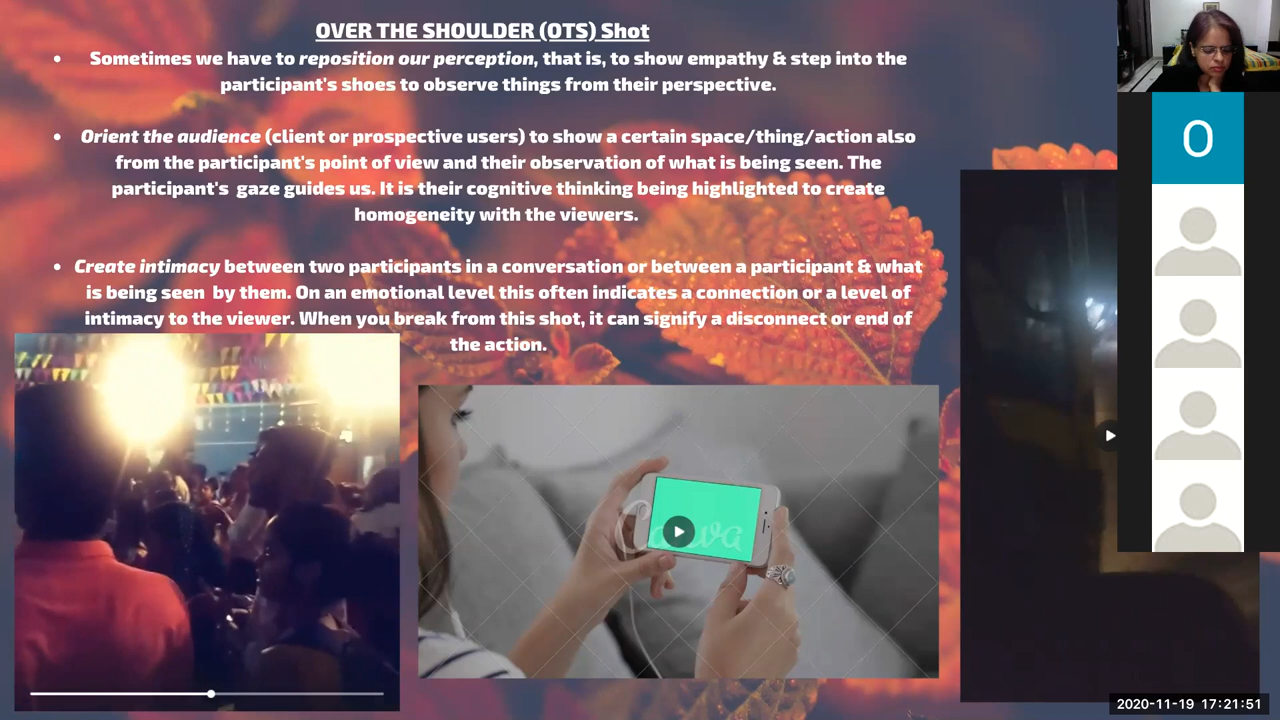 OVER THE SHOULDER (OTS) Shot
• Sometimes we have to reposition our perception, that is, to show empathy & step into the
participant's shoes to observe things from their perspective.
• Orient the audience (client or prospective users) to show a certain space/thing/action also
from the participant's point of view and their observation of what is being seen. The
participant's gaze guides us. It is their cognitive thinking being highlighted to create
homogeneity with the viewers.
• Create intimacy between two participants in a conversation or between a participant & what
is being seen by them. On an emotional level this often indicates a connection or a level of
intimacy to the viewer. When you break from this shot, it can signify a disconnect or end of
the action.
O
Canva
2020-11-19 17:21:51